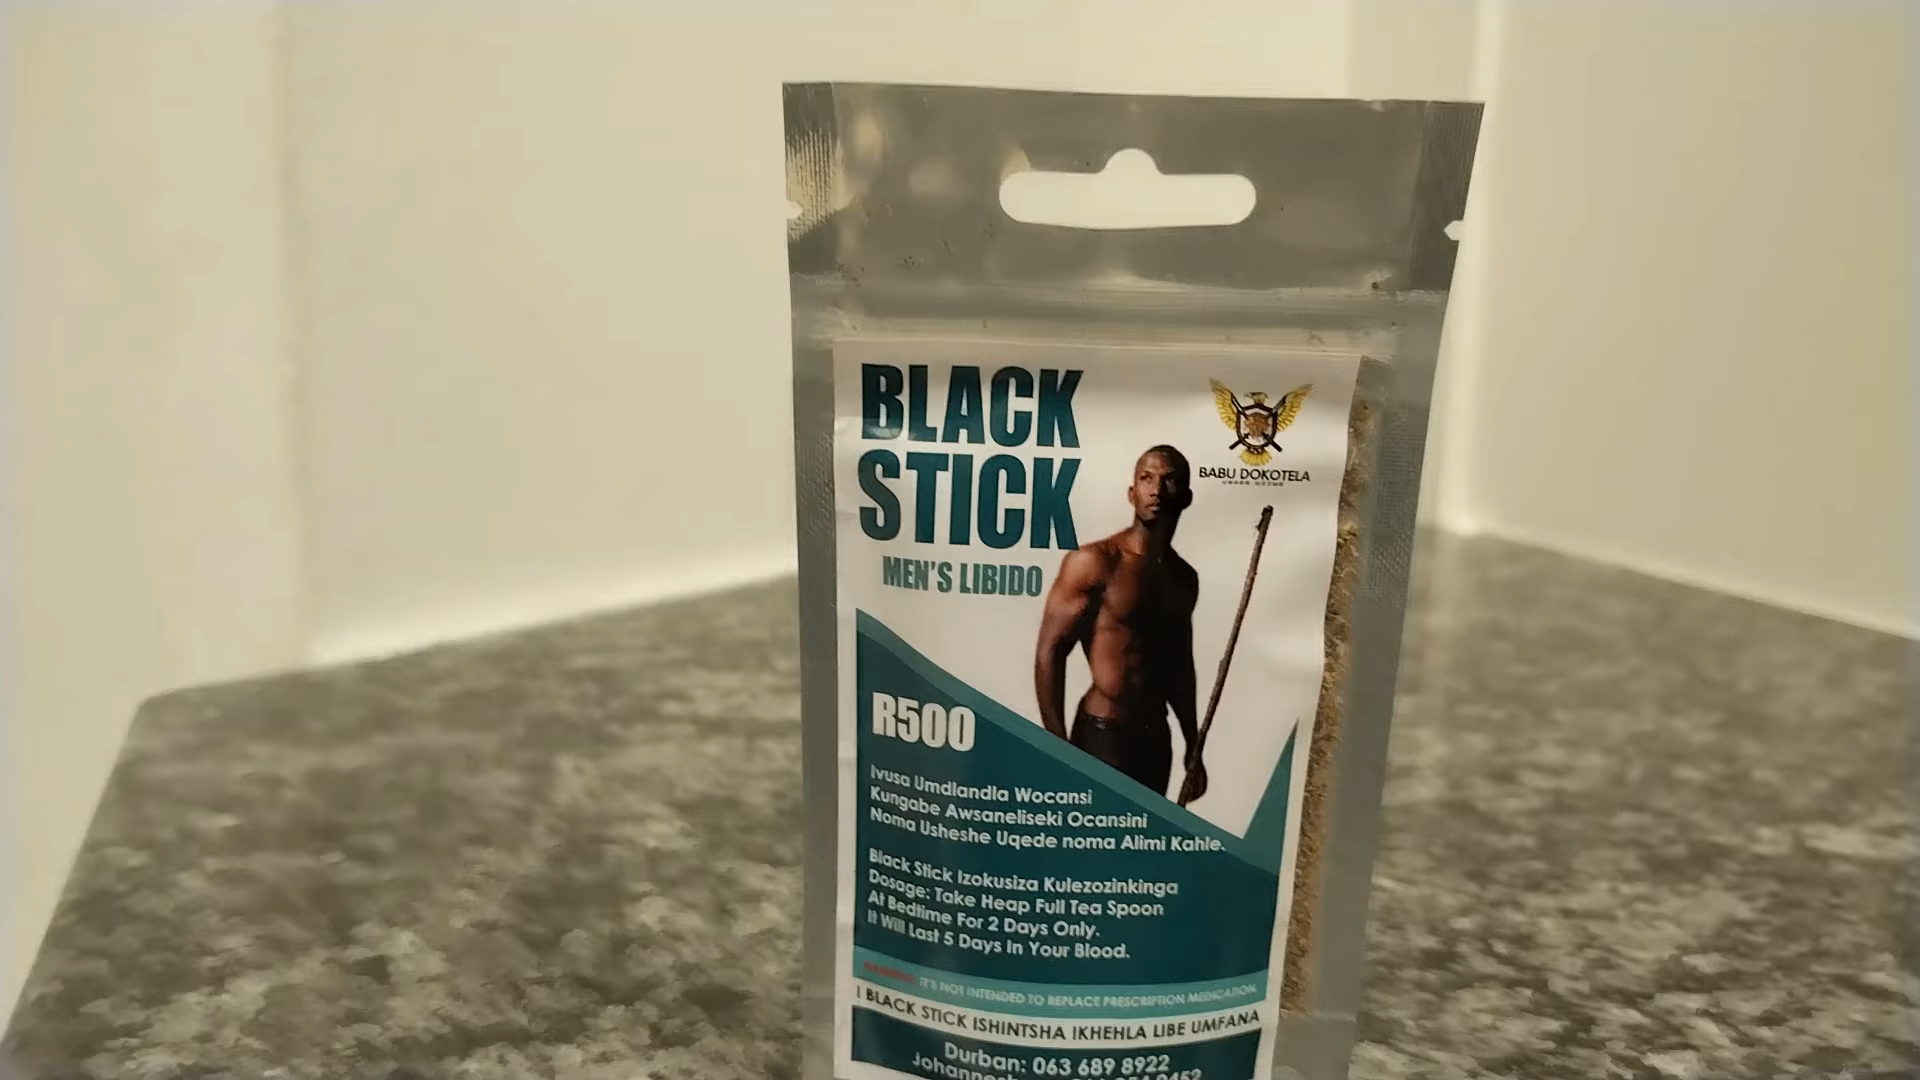 BLACK
STICK
MEN'S LIBIDO
BABU DOKOTELA
R500
Ivusa Umdlandla Wocansi
Kungabe Awsaneliseki Ocansini
Noma Usheshe Uqede noma Alimi Kahle.
Black Stick Izokusiza Kulezozinkinga
Dosage: Take Heap Full Tea Spoon
At Bedtime For 2 Days Only.
It Will Last 5 Days In Your Blood.
IT'S NOT INTENDED TO REPLACE PRESCRIPTION MEDICATION.
I BLACK STICK ISHINTSHA IKHEHLA LIBE UMFANA
Durban: 063 689 8922